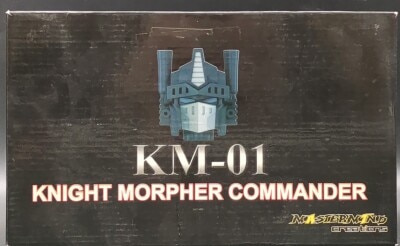 KM-01
KNIGHT MORPHER COMMANDER
MASTERMIND
creations